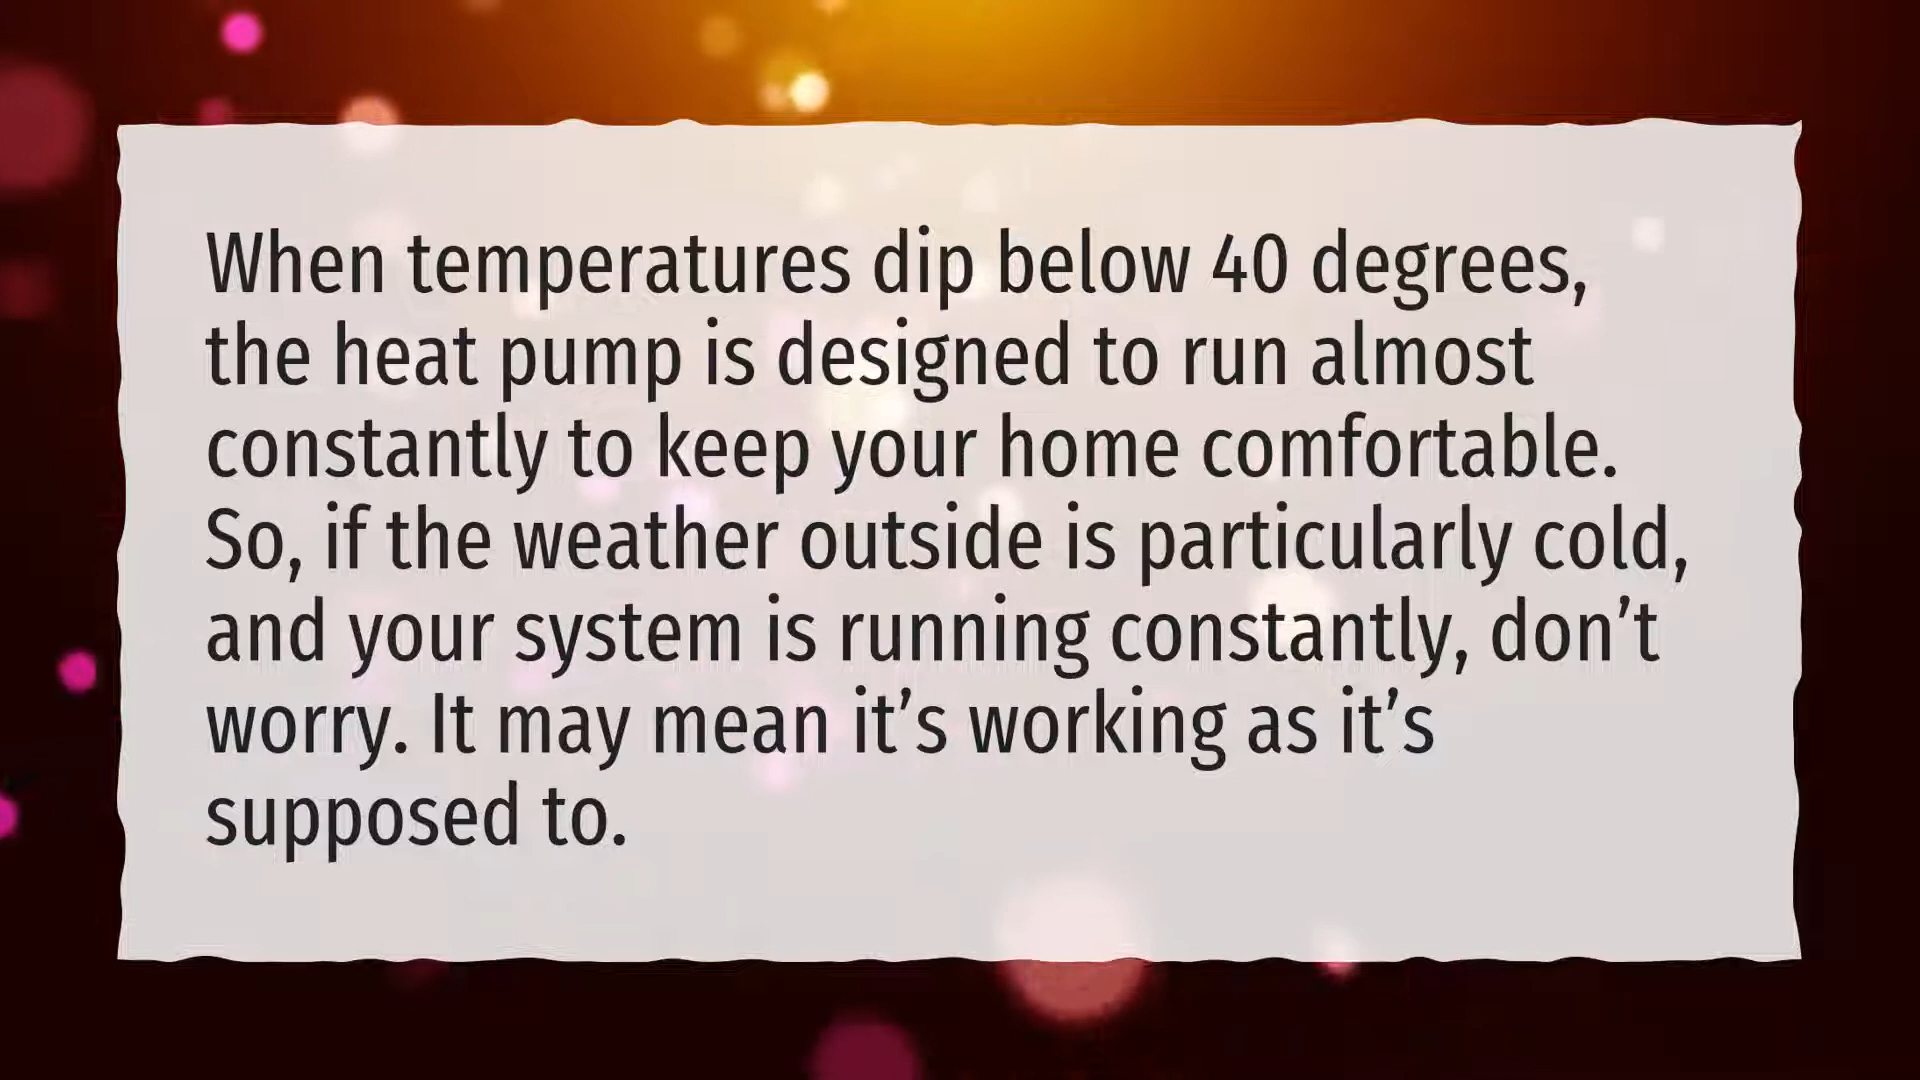 When temperatures dip below 40 degrees,
the heat pump is designed to run almost
constantly to keep your home comfortable.
So, if the weather outside is particularly cold,
and your system is running constantly, don’t
worry. It may mean it’s working as it’s
supposed to.